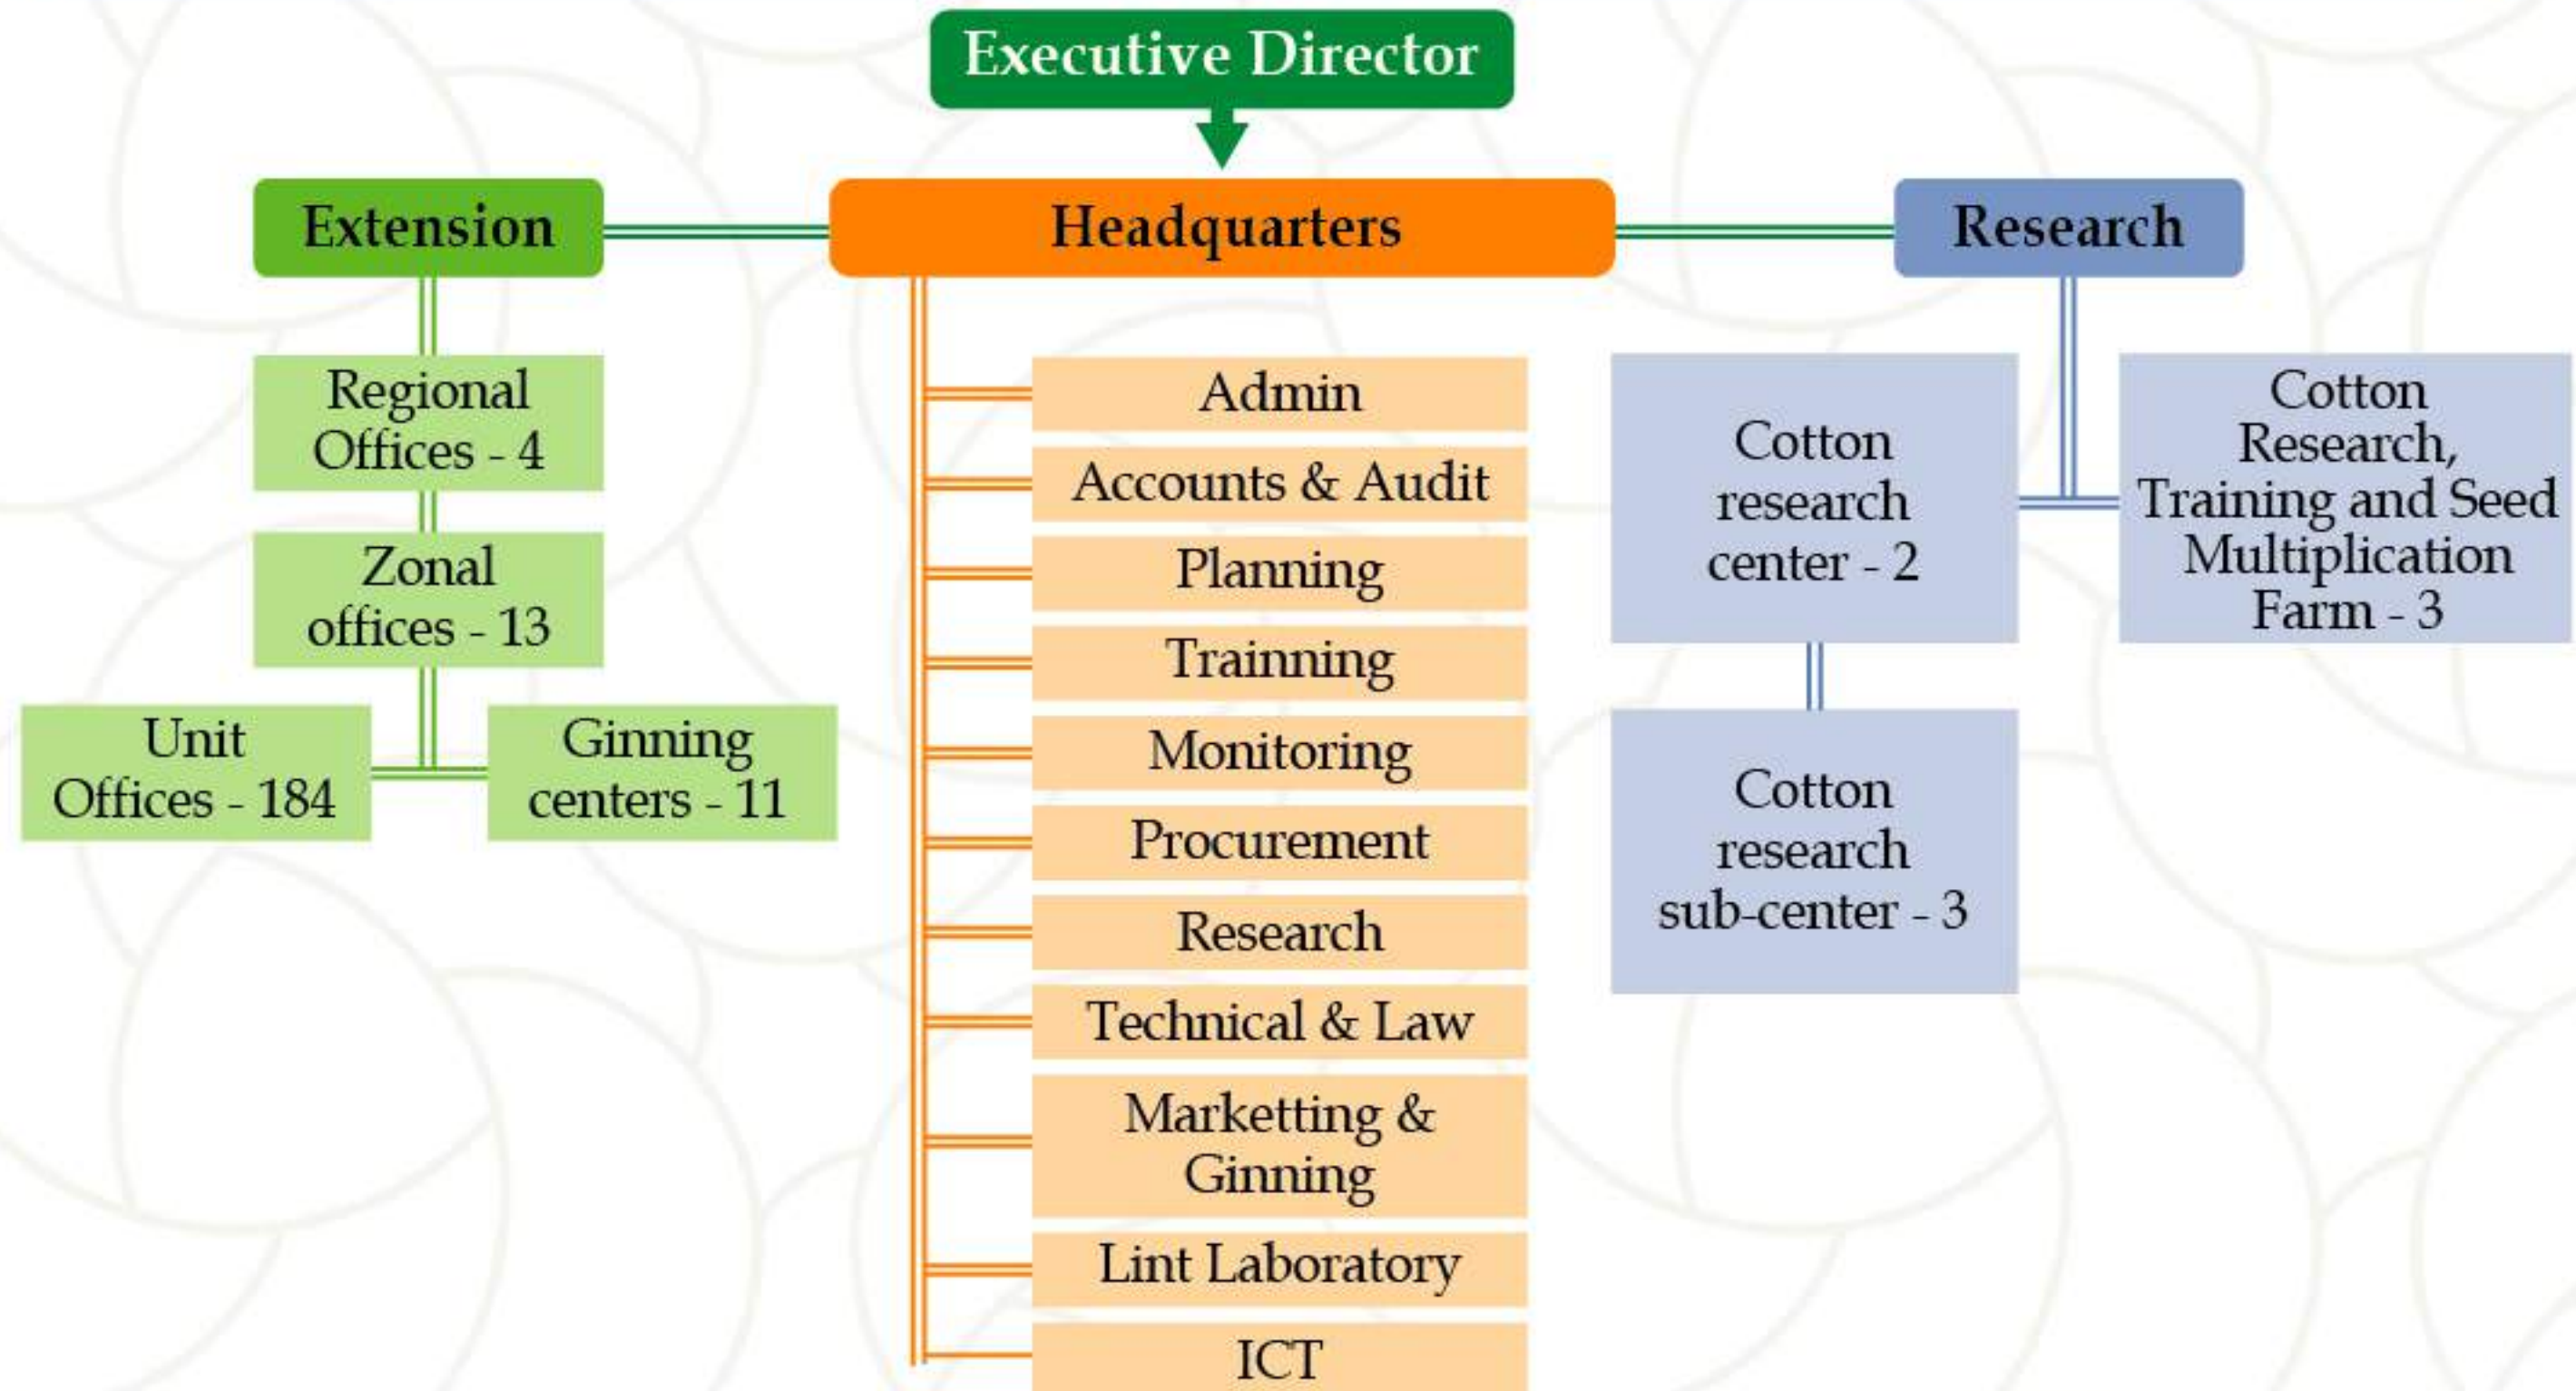 Executive Director
Extension
Headquarters
Research
Regional
Offices - 4
Zonal
offices - 13
Unit
Offices - 184
Ginning
centers - 11
Admin
Accounts & Audit
Planning
Trainning
Monitoring
Procurement
Research
Technical & Law
Marketting &
Ginning
Lint Laboratory
ICT
Cotton
research
center - 2
Cotton
Research,
Training and Seed
Multiplication
Farm - 3
Cotton
research
sub-center - 3